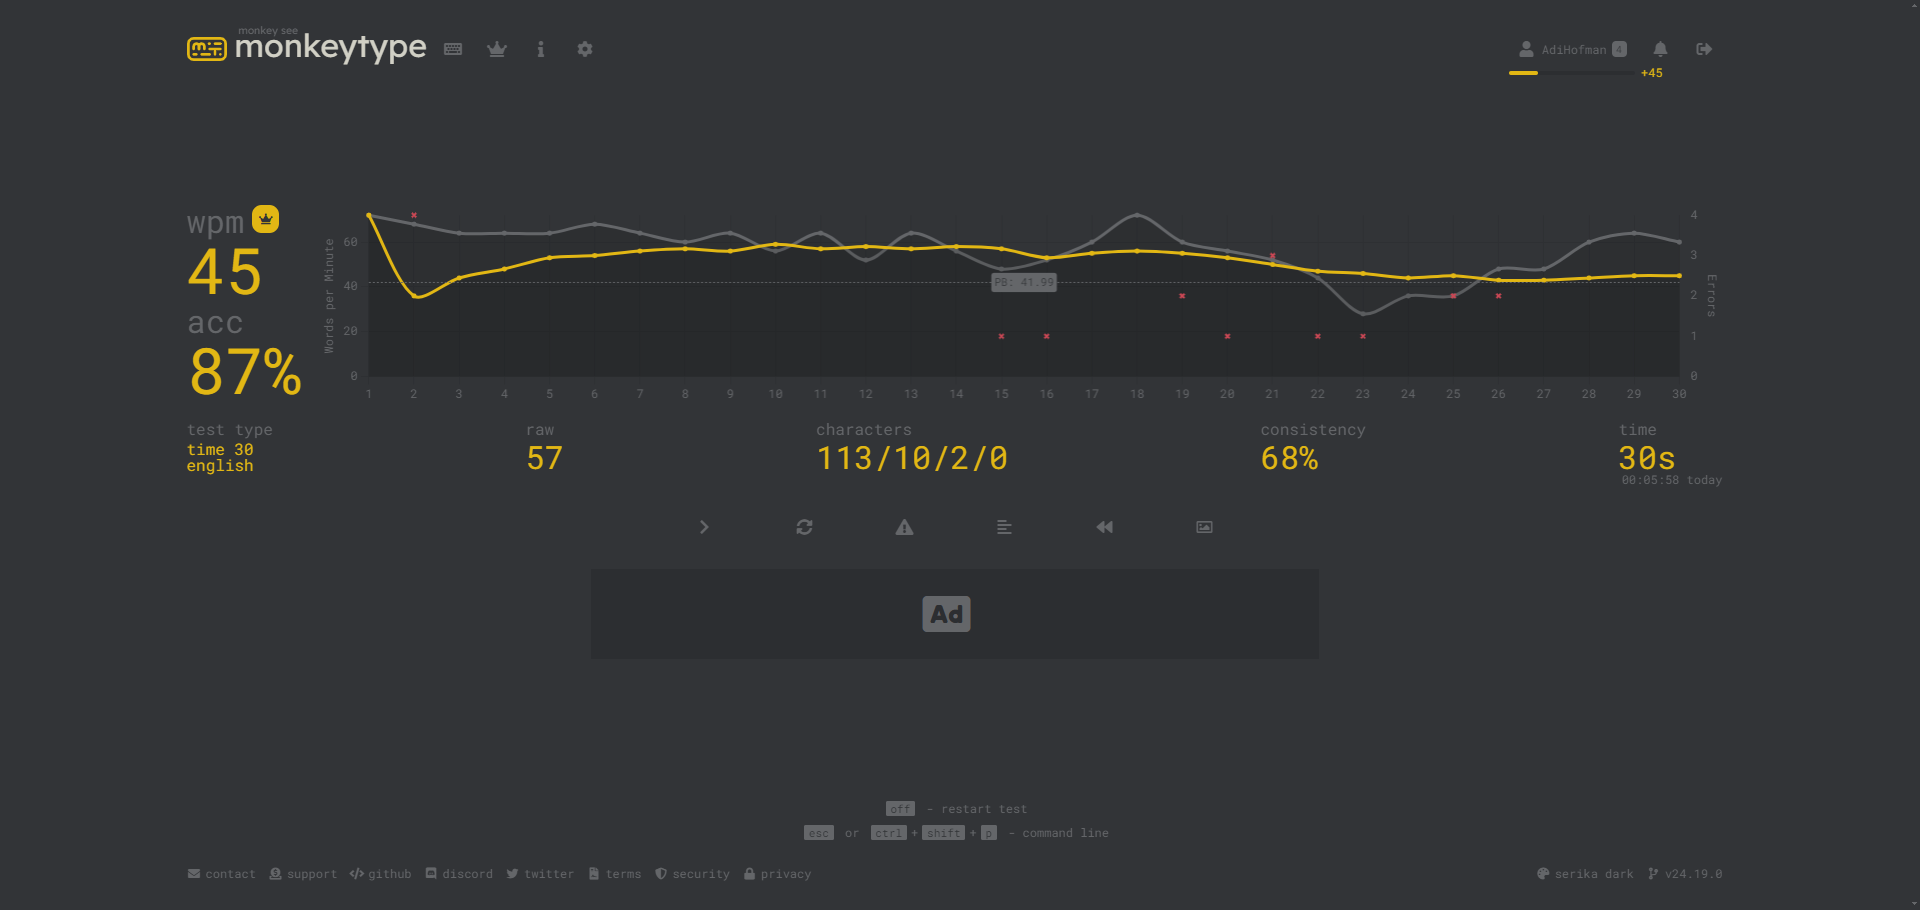 monkey see
monkeytype
AdiHofman 4
+45
wpm
45
acc
87%
Words per Minute
60
40
20
0
PB: 41.99
4
3
2
1
0
Errors
1 2 3 4 5 6 7 8 9 10 11 12 13 14 15 16 17 18 19 20 21 22 23 24 25 26 27 28 29 30
test type
time 30
english
raw
57
characters
113/10/2/0
consistency
68%
time
30s
00:05:58 today
Ad
off - restart test
esc or ctrl + shift + p - command line
contact support github discord twitter terms security privacy
serika dark v24.19.0